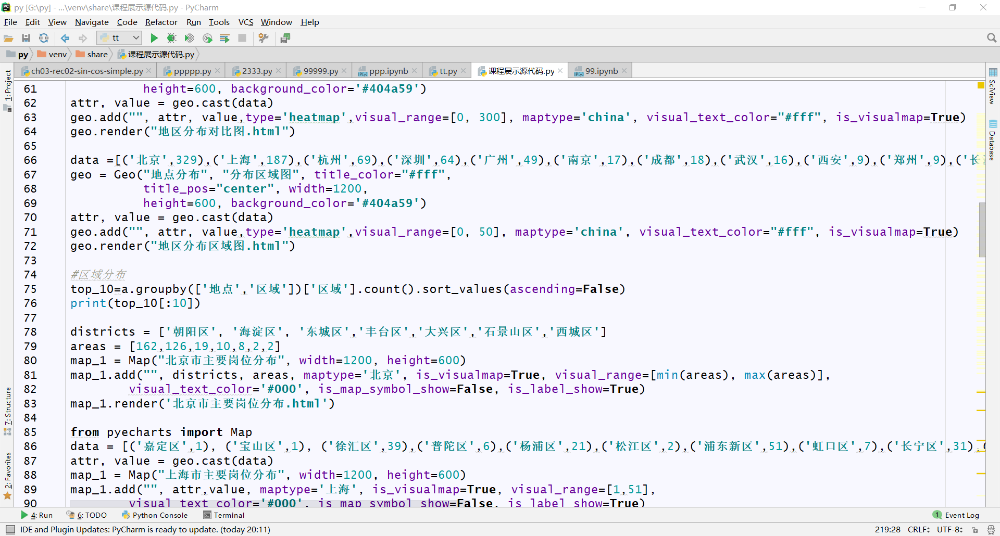 py [G:\py] - ...\venv\share\课程展示源代码.py - PyCharm
File Edit View Navigate Code Refactor Run Tools VCS Window Help
tt
py venv share 课程展示源代码.py
ch03-rec02-sin-cos-simple.py ppppp.py 2333.py 99999.py ppp.ipynb tt.py 课程展示源代码.py 99.ipynb
1: Project
7: Structure
2: Favorites
SciView
Database
61 height=600, background_color='#404a59')
62 attr, value = geo.cast(data)
63 geo.add("", attr, value,type='heatmap',visual_range=[0, 300], maptype='china', visual_text_color="#fff", is_visualmap=True)
64 geo.render("地区分布对比图.html")
65
66 data =[('北京',329),('上海',187),('杭州',69),('深圳',64),('广州',49),('南京',17),('成都',18),('武汉',16),('西安',9),('郑州',9),('长
67 geo = Geo("地点分布", "分布区域图", title_color="#fff",
68 title_pos="center", width=1200,
69 height=600, background_color='#404a59')
70 attr, value = geo.cast(data)
71 geo.add("", attr, value,type='heatmap',visual_range=[0, 50], maptype='china', visual_text_color="#fff", is_visualmap=True)
72 geo.render("地区分布区域图.html")
73
74 #区域分布
75 top_10=a.groupby(['地点','区域'])['区域'].count().sort_values(ascending=False)
76 print(top_10[:10])
77
78 districts = ['朝阳区', '海淀区', '东城区','丰台区','大兴区','石景山区','西城区']
79 areas = [162,126,19,10,8,2,2]
80 map_1 = Map("北京市主要岗位分布", width=1200, height=600)
81 map_1.add("", districts, areas, maptype='北京', is_visualmap=True, visual_range=[min(areas), max(areas)],
82 visual_text_color='#000', is_map_symbol_show=False, is_label_show=True)
83 map_1.render('北京市主要岗位分布.html')
84
85 from pyecharts import Map
86 data = [('嘉定区',1), ('宝山区',1), ('徐汇区',39),('普陀区',6),('杨浦区',21),('松江区',2),('浦东新区',51),('虹口区',7),('长宁区',31),(
87 attr, value = geo.cast(data)
88 map_1 = Map("上海市主要岗位分布", width=1200, height=600)
89 map_1.add("", attr,value, maptype='上海', is_visualmap=True, visual_range=[1,51],
90 visual_text_color='#000', is_map_symbol_show=False, is_label_show=True)
4: Run 6: TODO Python Console Terminal 1 Event Log
IDE and Plugin Updates: PyCharm is ready to update. (today 20:11) 219:28 CRLF UTF-8